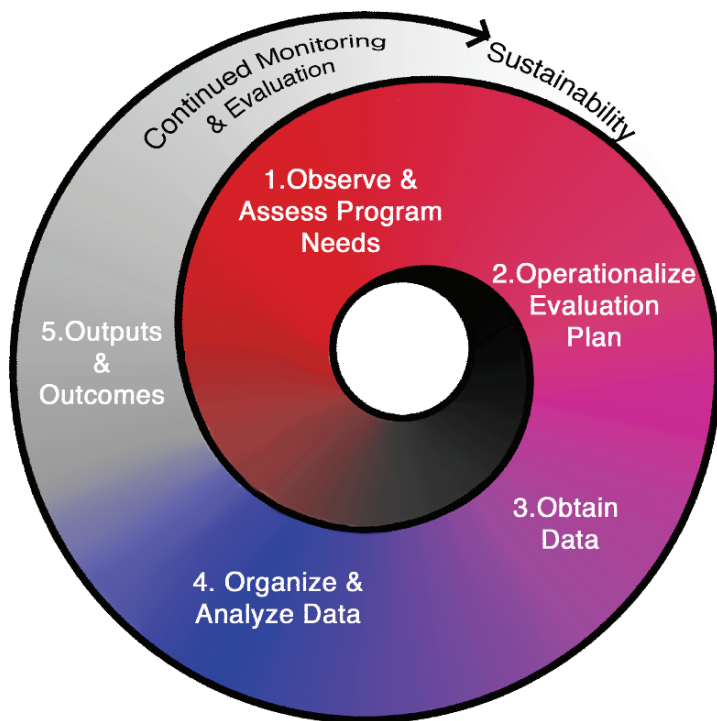 1.Observe &
Assess Program
Needs
2.Operationalize
Evaluation
Plan
3.Obtain
Data
4. Organize &
Analyze Data
5.Outputs
&
Outcomes
Continued Monitoring
& Evaluation
Sustainability